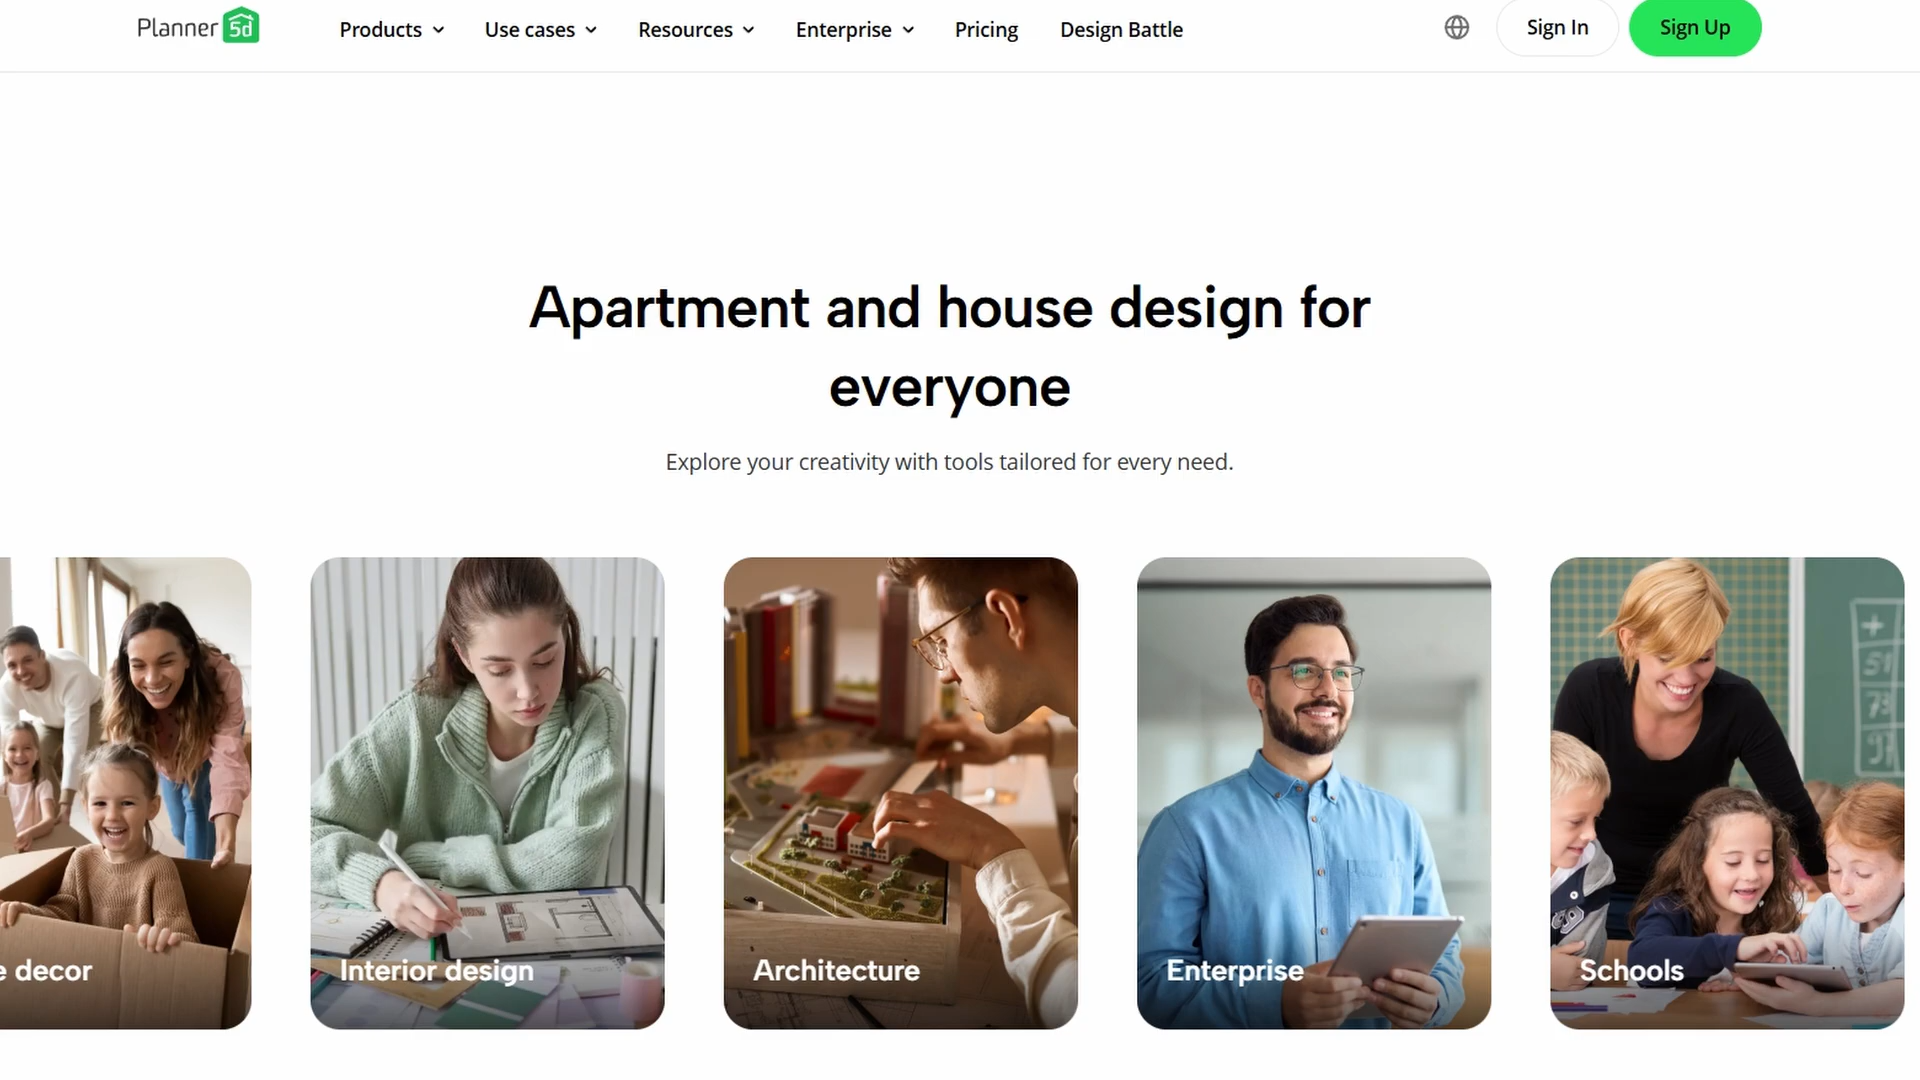 Planner 5d
Products
Use cases
Resources
Enterprise
Pricing
Design Battle
Sign In
Sign Up
Apartment and house design for
everyone
Explore your creativity with tools tailored for every need.
e decor
Interior design
Architecture
Enterprise
Schools